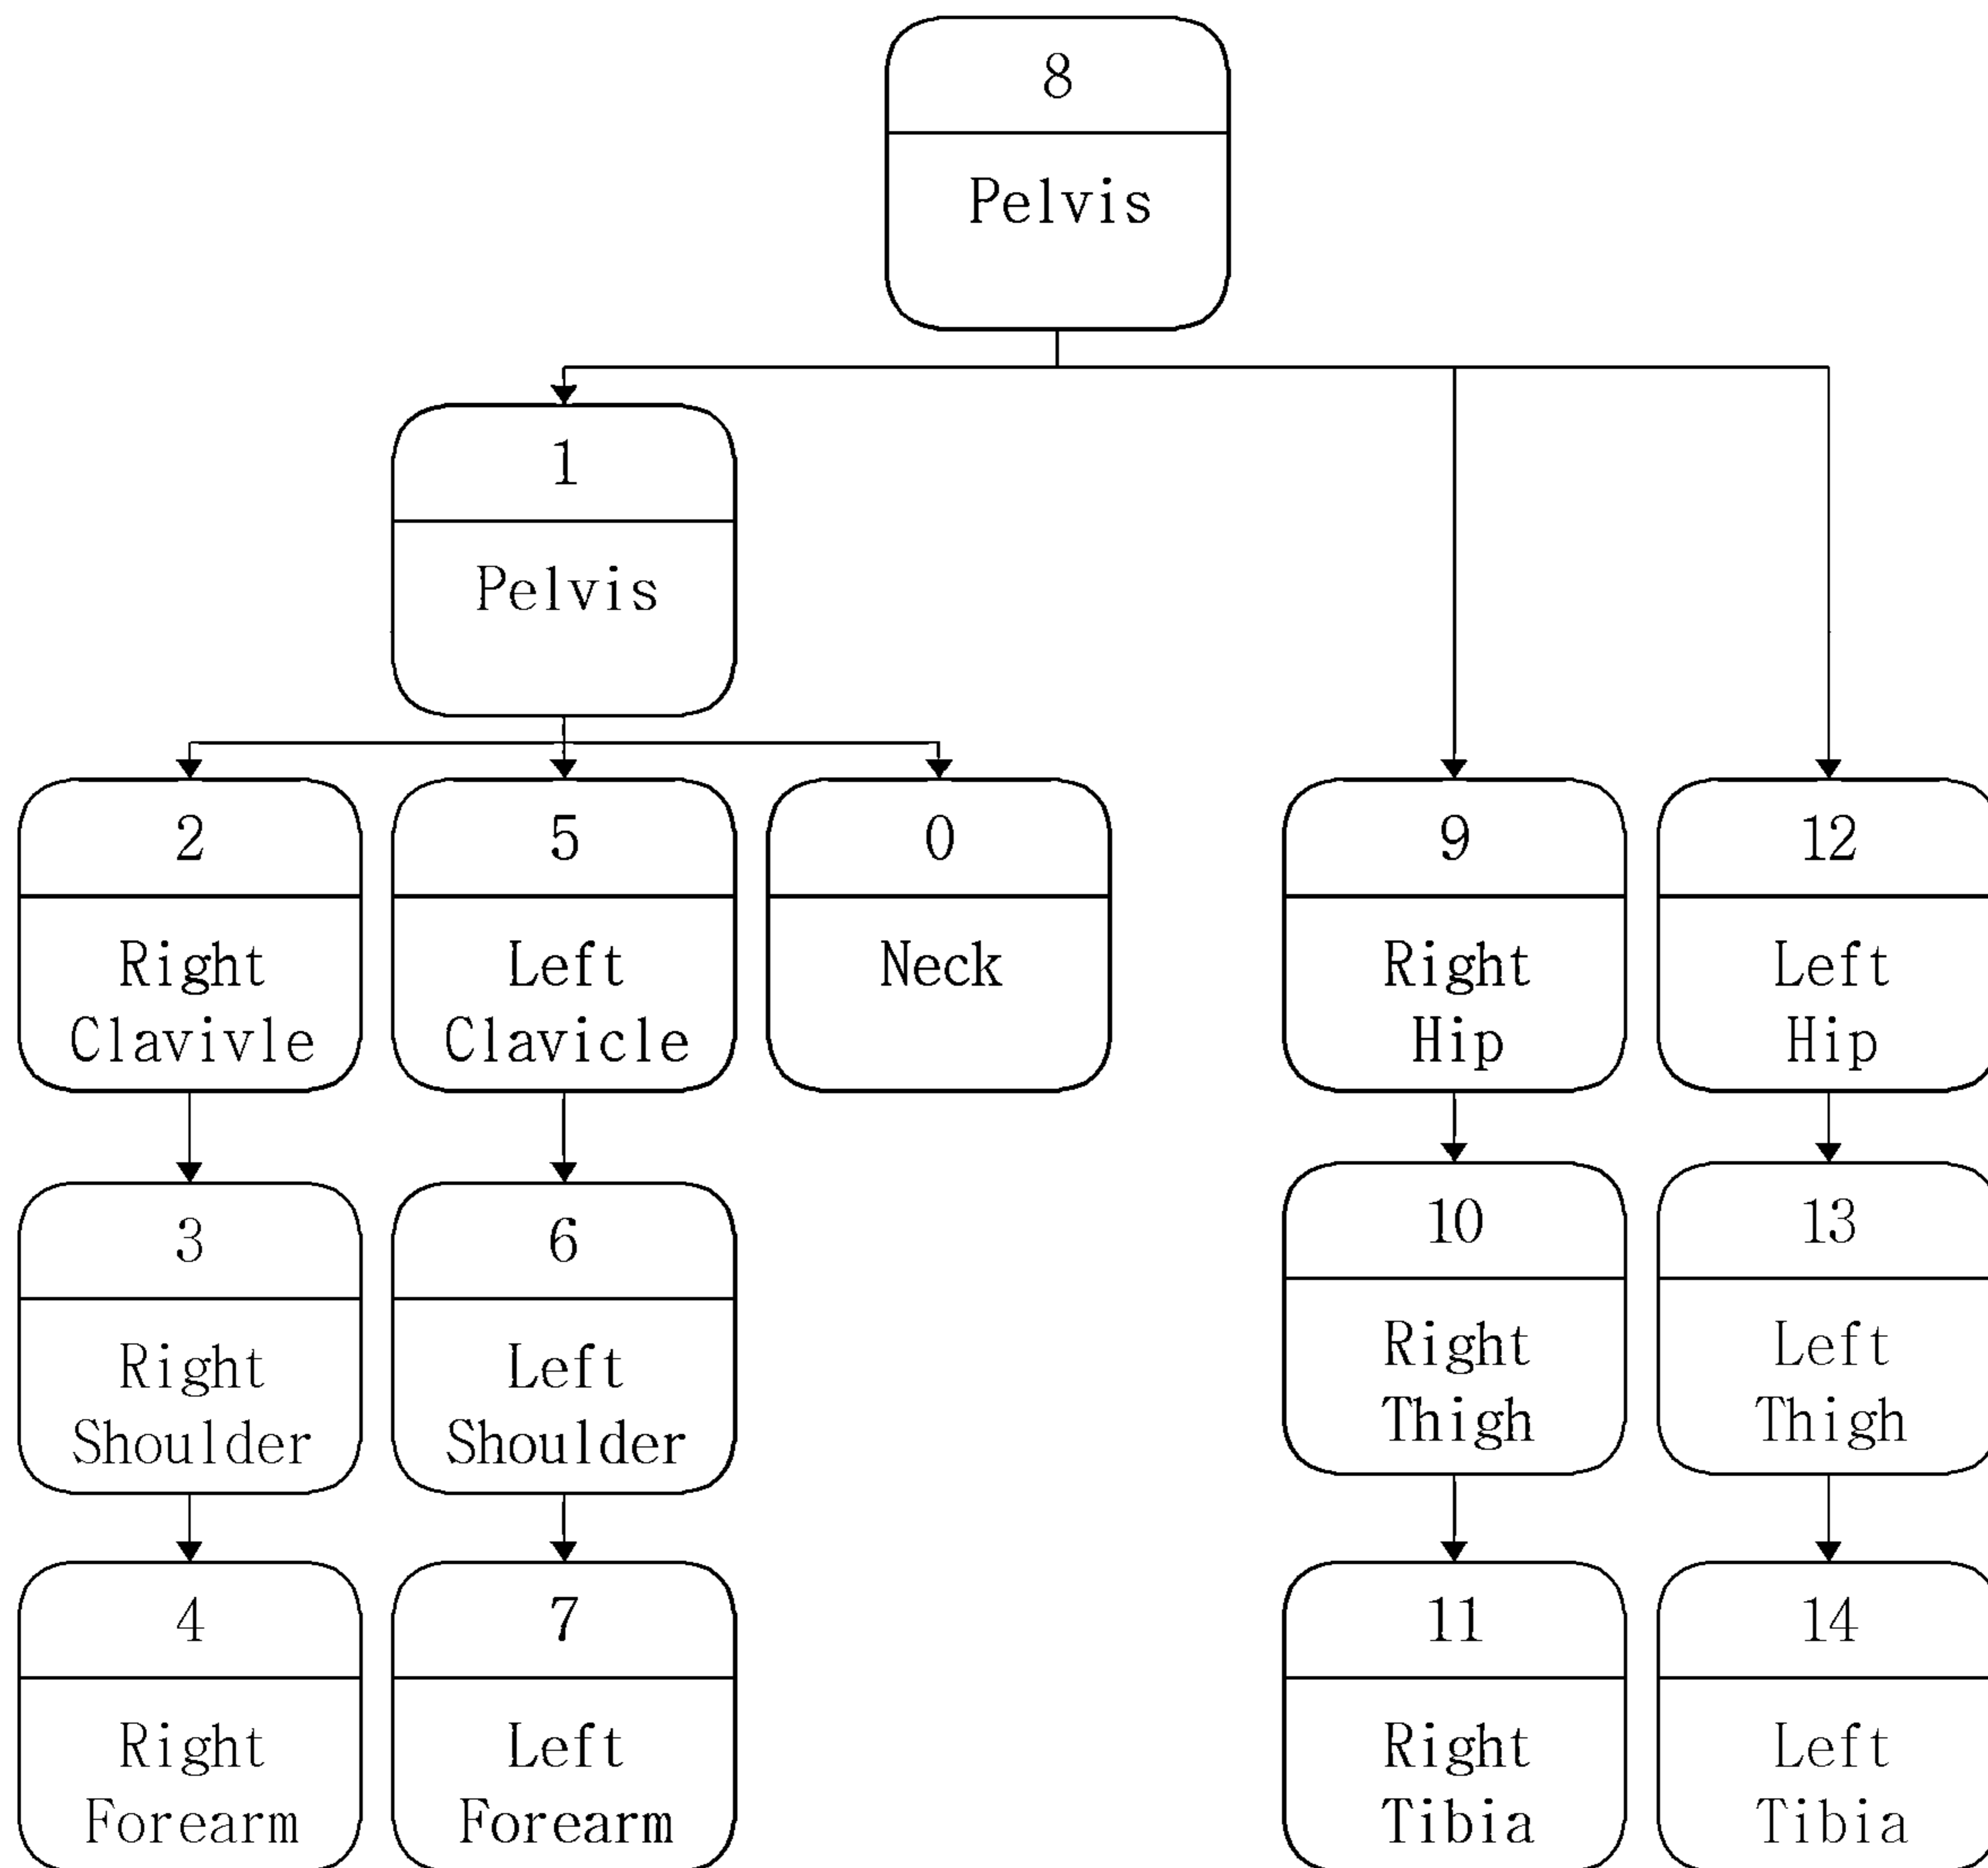 8
Pelvis
1
Pelvis
2
Right
Clavivle
5
Left
Clavicle
0
Neck
9
Right
Hip
12
Left
Hip
3
Right
Shoulder
6
Left
Shoulder
10
Right
Thigh
13
Left
Thigh
4
Right
Forearm
7
Left
Forearm
11
Right
Tibia
14
Left
Tibia